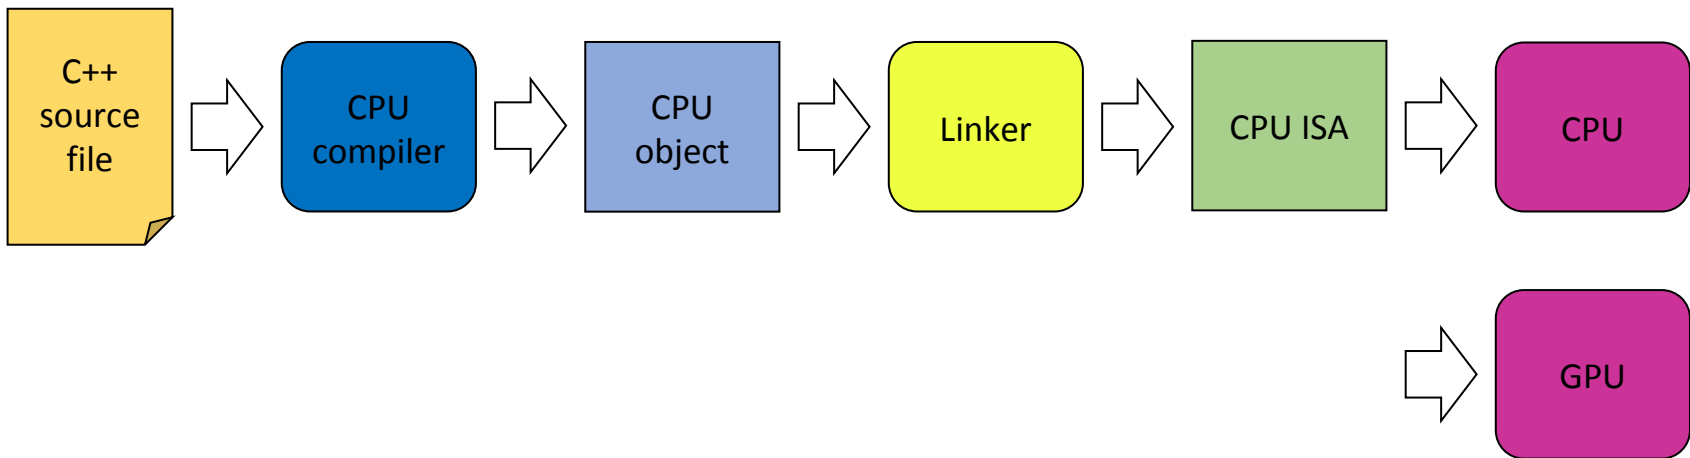 C++
source
file
CPU
compiler
CPU
object
Linker
CPU ISA
CPU
GPU